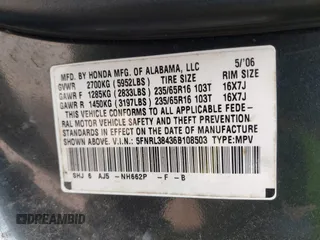 MFD. BY HONDA MFG. OF ALABAMA, LLC 5/'06
GVWR 2700KG (5952LBS) TIRE SIZE RIM SIZE
GAWR F 1285KG (2833LBS) 235/65R16 103T 16X7J
GAWR R 1450KG (3197LBS) 235/65R16 103T 16X7J
THIS VEHICLE CONFORMS TO ALL APPLICABLE FEDE-
RAL MOTOR VEHICLE SAFETY AND THEFT PREVENTION
STANDARDS IN EFFECT ON THE DATE OF MANUFACTURE
SHOWN ABOVE. V.I.N.: 5FNRL38436B108503 TYPE:MPV
SHJ 6 AJ5 -NH662P -F -B
DREAMBID